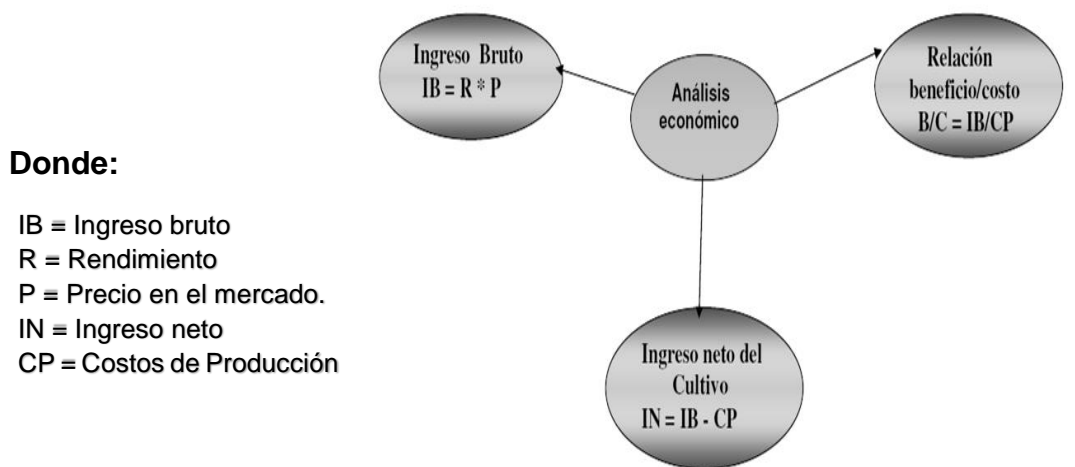 Ingreso Bruto
IB = R * P
Análisis
económico
Relación
beneficio/costo
B/C = IB/CP
Donde:
IB = Ingreso bruto
R = Rendimiento
P = Precio en el mercado.
IN = Ingreso neto
CP = Costos de Producción
Ingreso neto del
Cultivo
IN = IB - CP